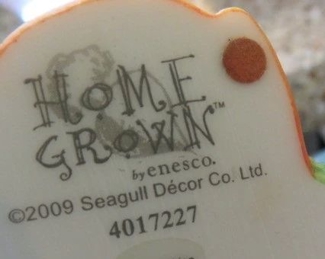 HOME
GROWN™
by enesco.
©2009 Seagull Décor Co. Ltd.
4017227